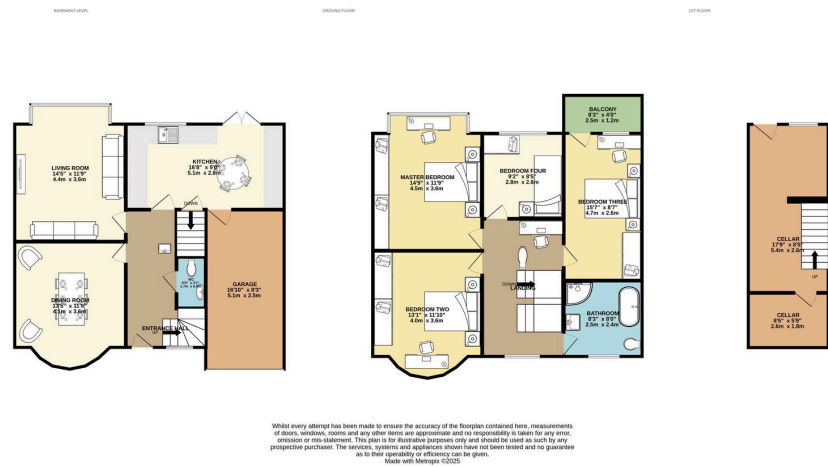 BASEMENT LEVEL
GROUND FLOOR
1ST FLOOR
LIVING ROOM
14'5" x 11'9"
4.4m x 3.6m
KITCHEN
5.1m x 2.8m
DOWN
DINING ROOM
13'5" x 11'9"
4.1m x 3.6m
WC
ENTRANCE HALL
UP
GARAGE
16'10" x 8'3"
5.1m x 2.5m
BALCONY
8'3" x 4'0"
2.5m x 1.2m
MASTER BEDROOM
14'9" x 11'9"
4.5m x 3.6m
BEDROOM FOUR
9'2" x 8'5"
2.8m x 2.6m
BEDROOM THREE
15'7" x 8'7"
4.7m x 2.6m
BEDROOM TWO
13'1" x 11'10"
4.0m x 3.6m
DOWN
LANDING
BATHROOM
8'3" x 8'0"
2.5m x 2.4m
CELLAR
17'9" x 8'5"
5.4m x 2.6m
UP
CELLAR
8'5" x 5'9"
2.6m x 1.8m
Whilst every attempt has been made to ensure the accuracy of the floorplan contained here, measurements
of doors, windows, rooms and any other items are approximate and no responsibility is taken for any error,
omission or mis-statement. This plan is for illustrative purposes only and should be used as such by any
prospective purchaser. The services, systems and appliances shown have not been tested and no guarantee
as to their operability or efficiency can be given.
Made with Metropix ©2025